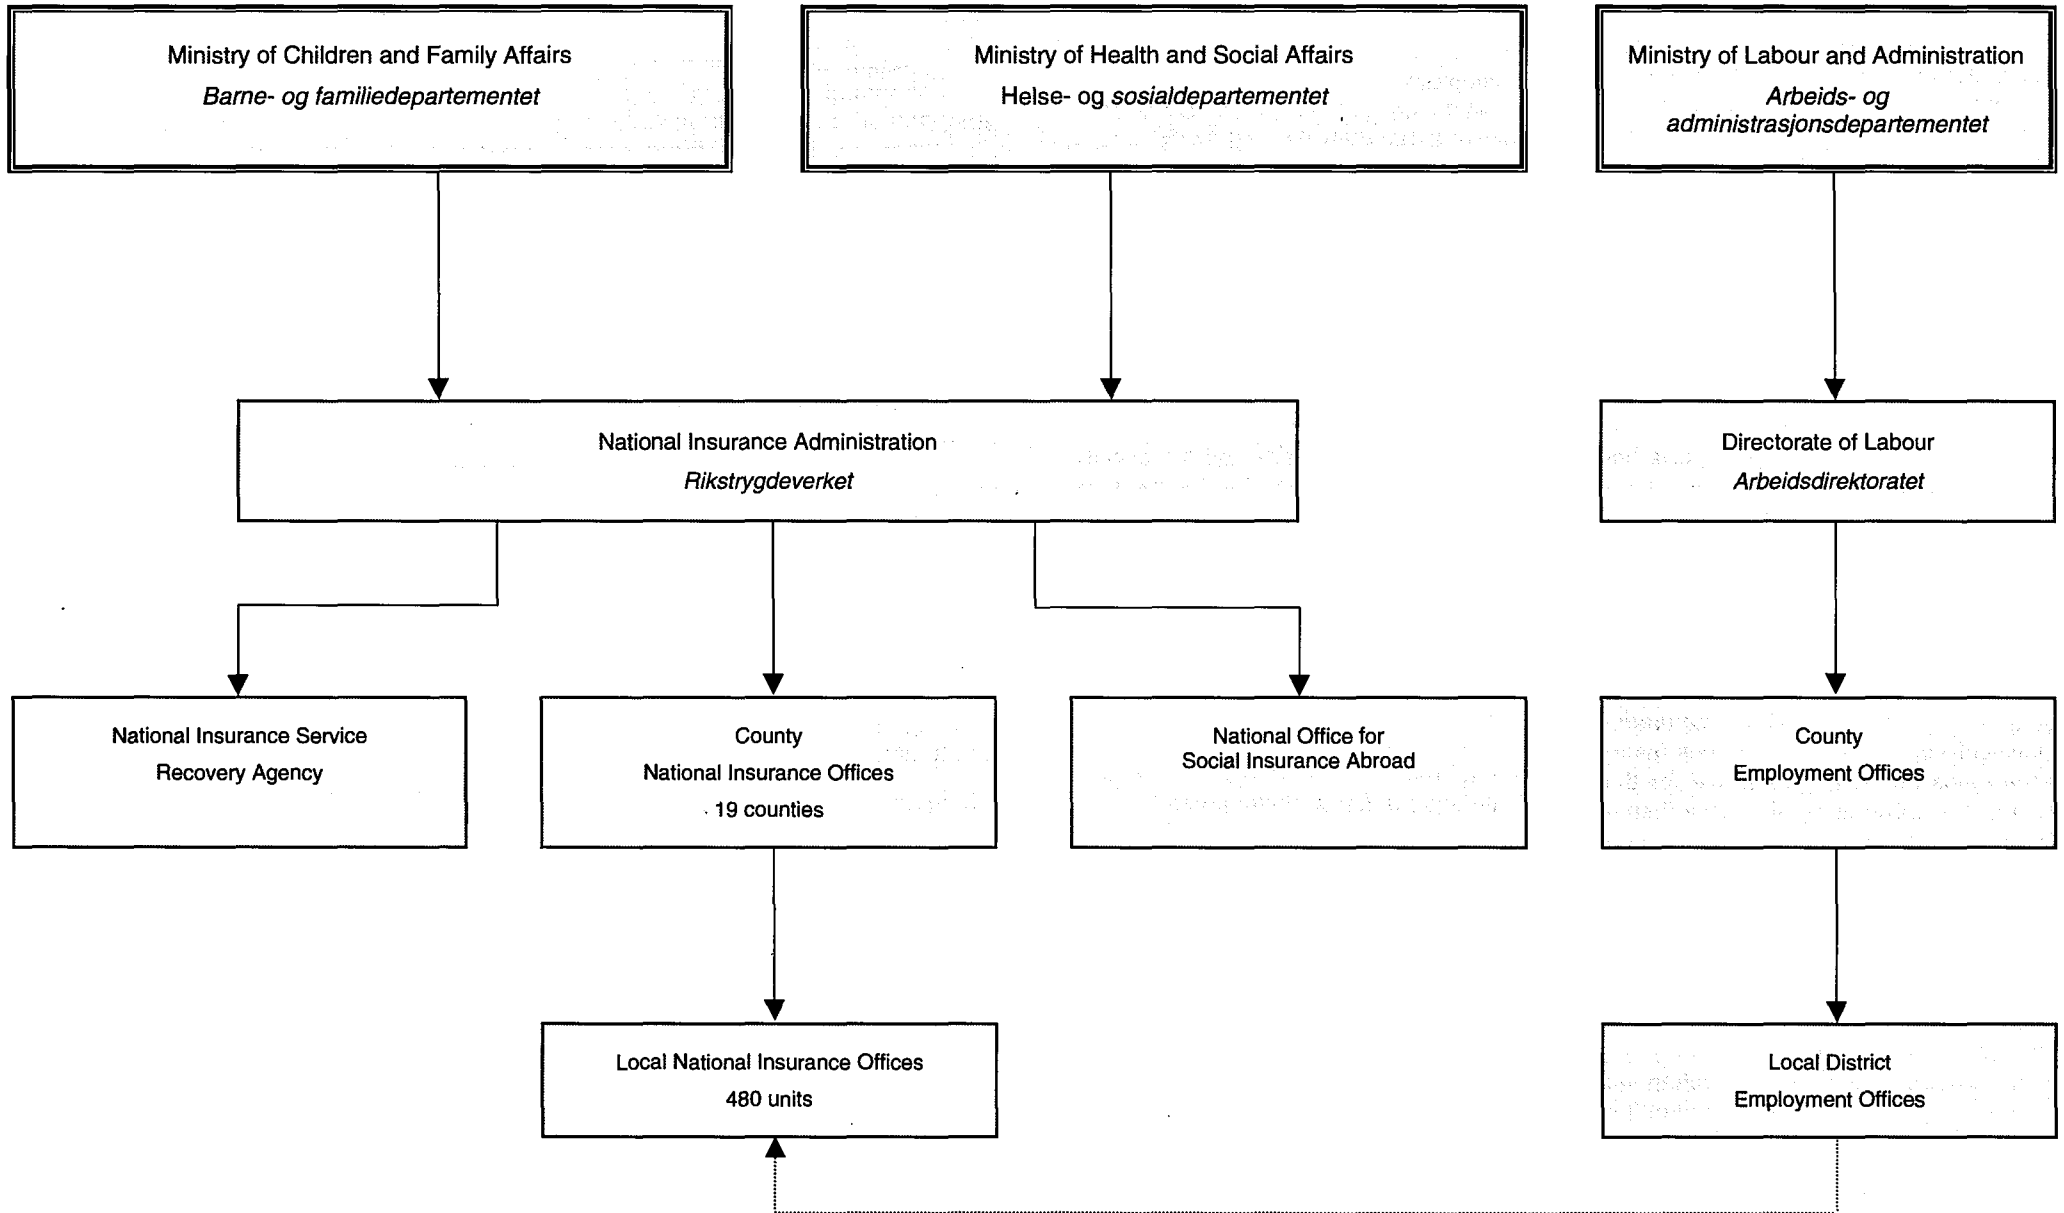 Ministry of Children and Family Affairs
Barne- og familiedepartementet
Ministry of Health and Social Affairs
Helse- og sosialdepartementet
Ministry of Labour and Administration
Arbeids- og
administrasjonsdepartementet
National Insurance Administration
Rikstrygdeverket
Directorate of Labour
Arbeidsdirektoratet
National Insurance Service
Recovery Agency
County
National Insurance Offices
19 counties
National Office for
Social Insurance Abroad
County
Employment Offices
Local National Insurance Offices
480 units
Local District
Employment Offices